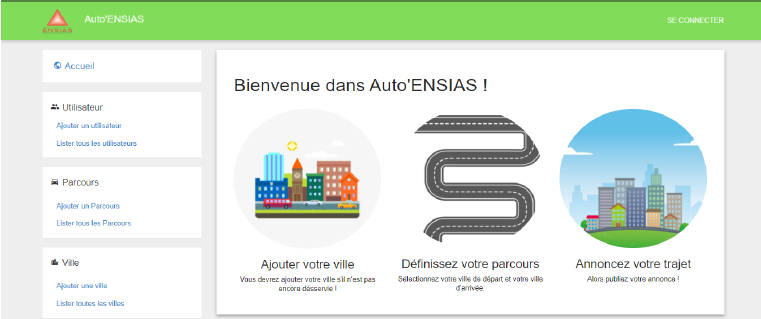 ENSIAS
Auto'ENSIAS
SE CONNECTER
Accueil
Utilisateur
Ajouter un utilisateur
Lister tous les utilisateurs
Parcours
Ajouter un Parcours
Lister tous les Parcours
Ville
Ajouter une ville
Lister toutes les villes
Bienvenue dans Auto'ENSIAS !
Ajouter votre ville
Vous devrez ajouter votre ville s'il n'est pas
encore désservie !
Définissez votre parcours
Sélectionnez votre ville de départ et votre ville
d'arrivée.
Annoncez votre trajet
Alors publiez votre annonce !